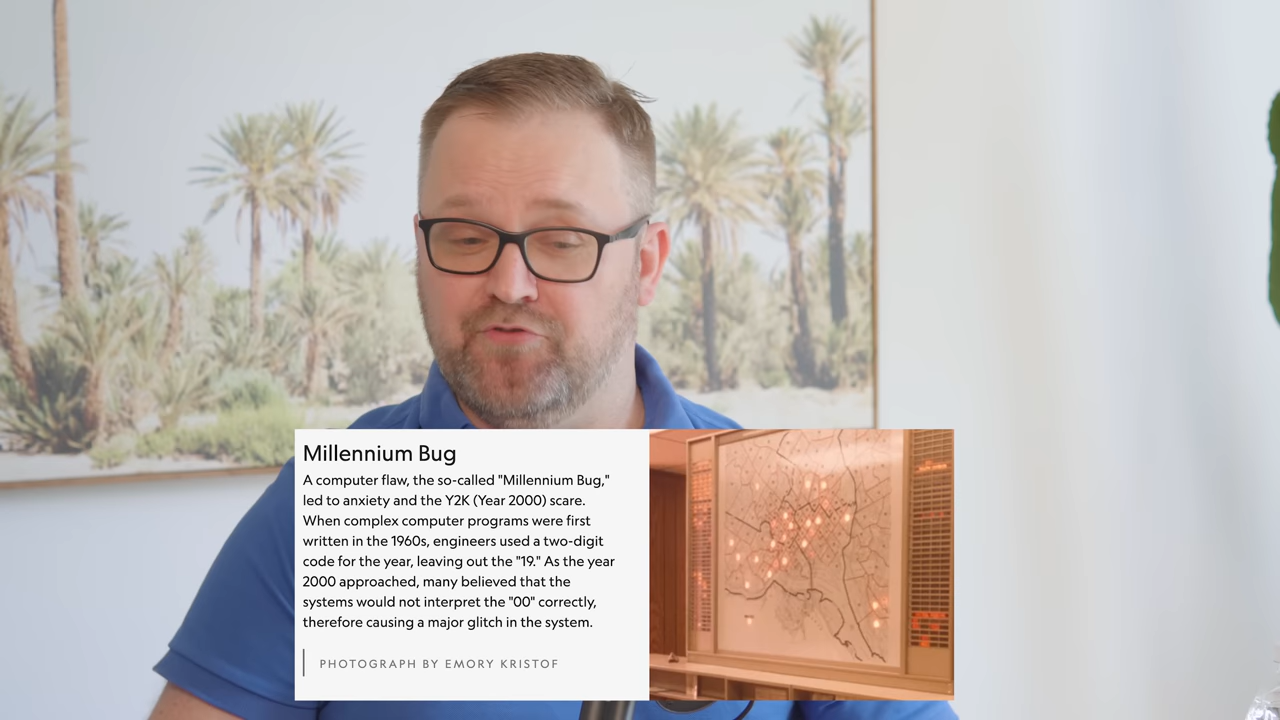 Millennium Bug
A computer flaw, the so-called "Millennium Bug,"
led to anxiety and the Y2K (Year 2000) scare.
When complex computer programs were first
written in the 1960s, engineers used a two-digit
code for the year, leaving out the "19." As the year
2000 approached, many believed that the
systems would not interpret the "00" correctly,
therefore causing a major glitch in the system.
PHOTOGRAPH BY EMORY KRISTOF